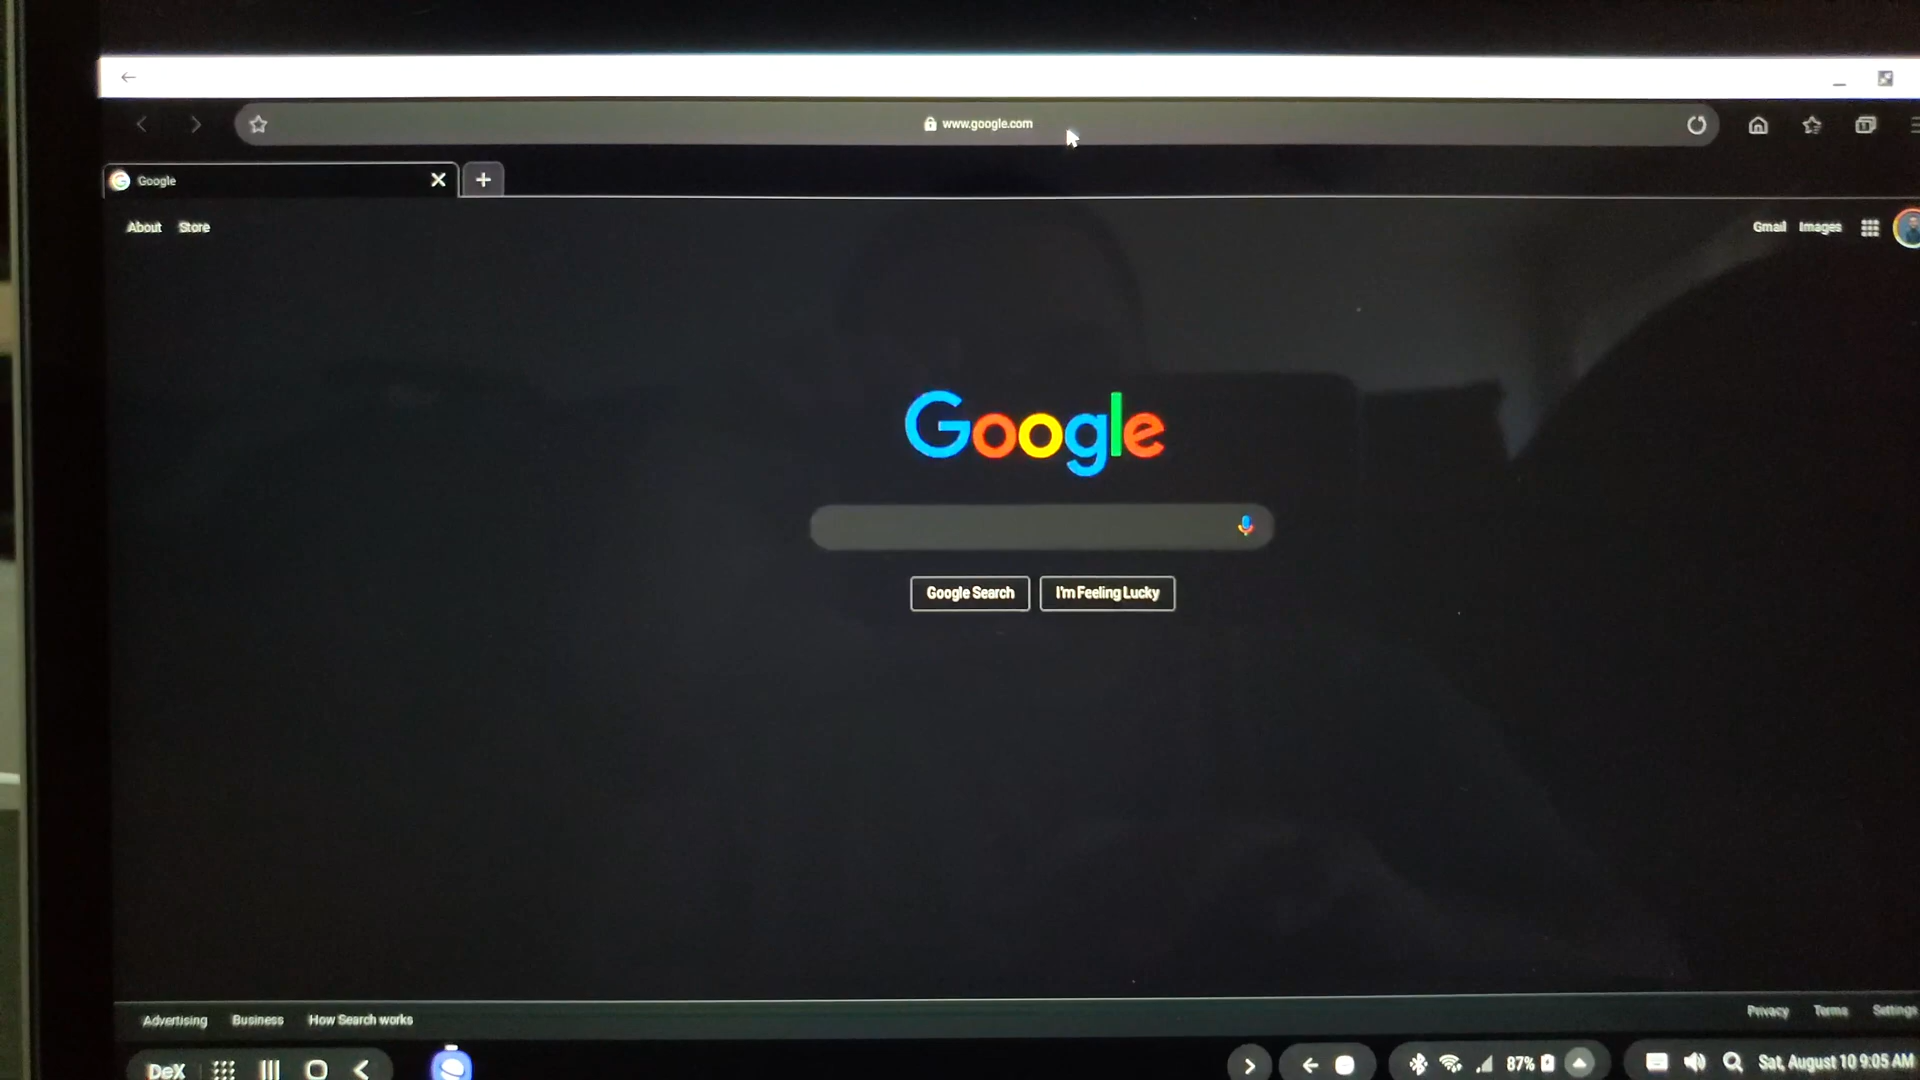 www.google.com
Google
About Store
Gmail Images
Google
Google Search I'm Feeling Lucky
Advertising Business How Search works
Privacy Terms Settings
DeX
87%
Sat, August 10 9:05 AM